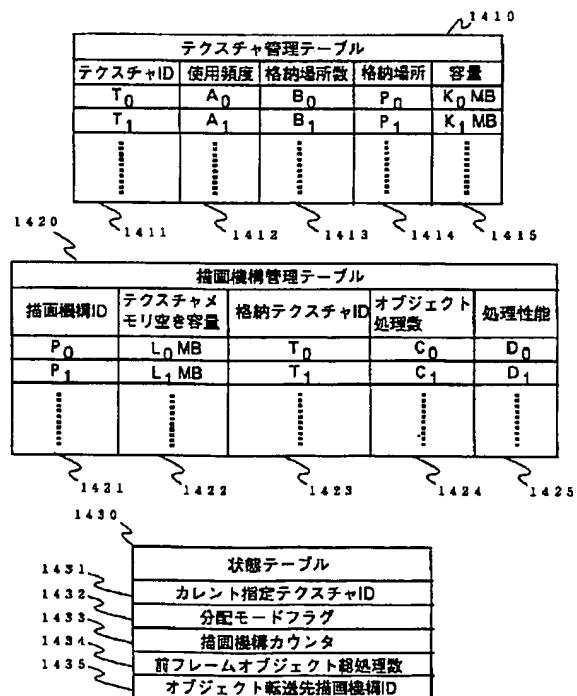 1410
テクスチャ管理テーブル
テクスチャID 使用頻度 格納場所数 格納場所 容量
T0 A0 B0 P0 K0 MB
T1 A1 B1 P1 K1 MB
1411 1412 1413 1414 1415
1420
描画機構管理テーブル
描画機構ID テクスチャメモリ空き容量 格納テクスチャID オブジェクト処理数 処理性能
P0 L0 MB T0 C0 D0
P1 L1 MB T1 C1 D1
1421 1422 1423 1424 1425
1430
状態テーブル
1431 カレント指定テクスチャID
1432 分配モードフラグ
1433 描画機構カウンタ
1434 前フレームオブジェクト総処理数
1435 オブジェクト転送先描画機構ID